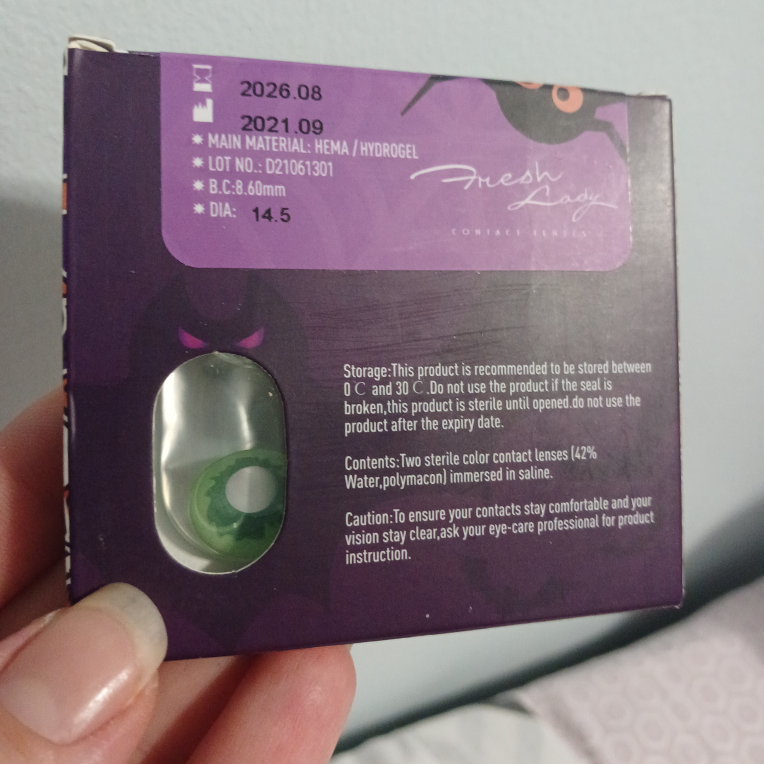 2026.08
2021.09
✷ MAIN MATERIAL: HEMA / HYDROGEL
✷ LOT NO.: D21061301
✷ B.C:8.60mm
✷ DIA: 14.5
Fresh
Lady
CONTACT LENSES
Storage:This product is recommended to be stored between
0℃ and 30℃.Do not use the product if the seal is
broken,this product is sterile until opened.do not use the
product after the expiry date.
Contents:Two sterile color contact lenses (42%
Water,polymacon) immersed in saline.
Caution:To ensure your contacts stay comfortable and your
vision stay clear,ask your eye-care professional for product
instruction.